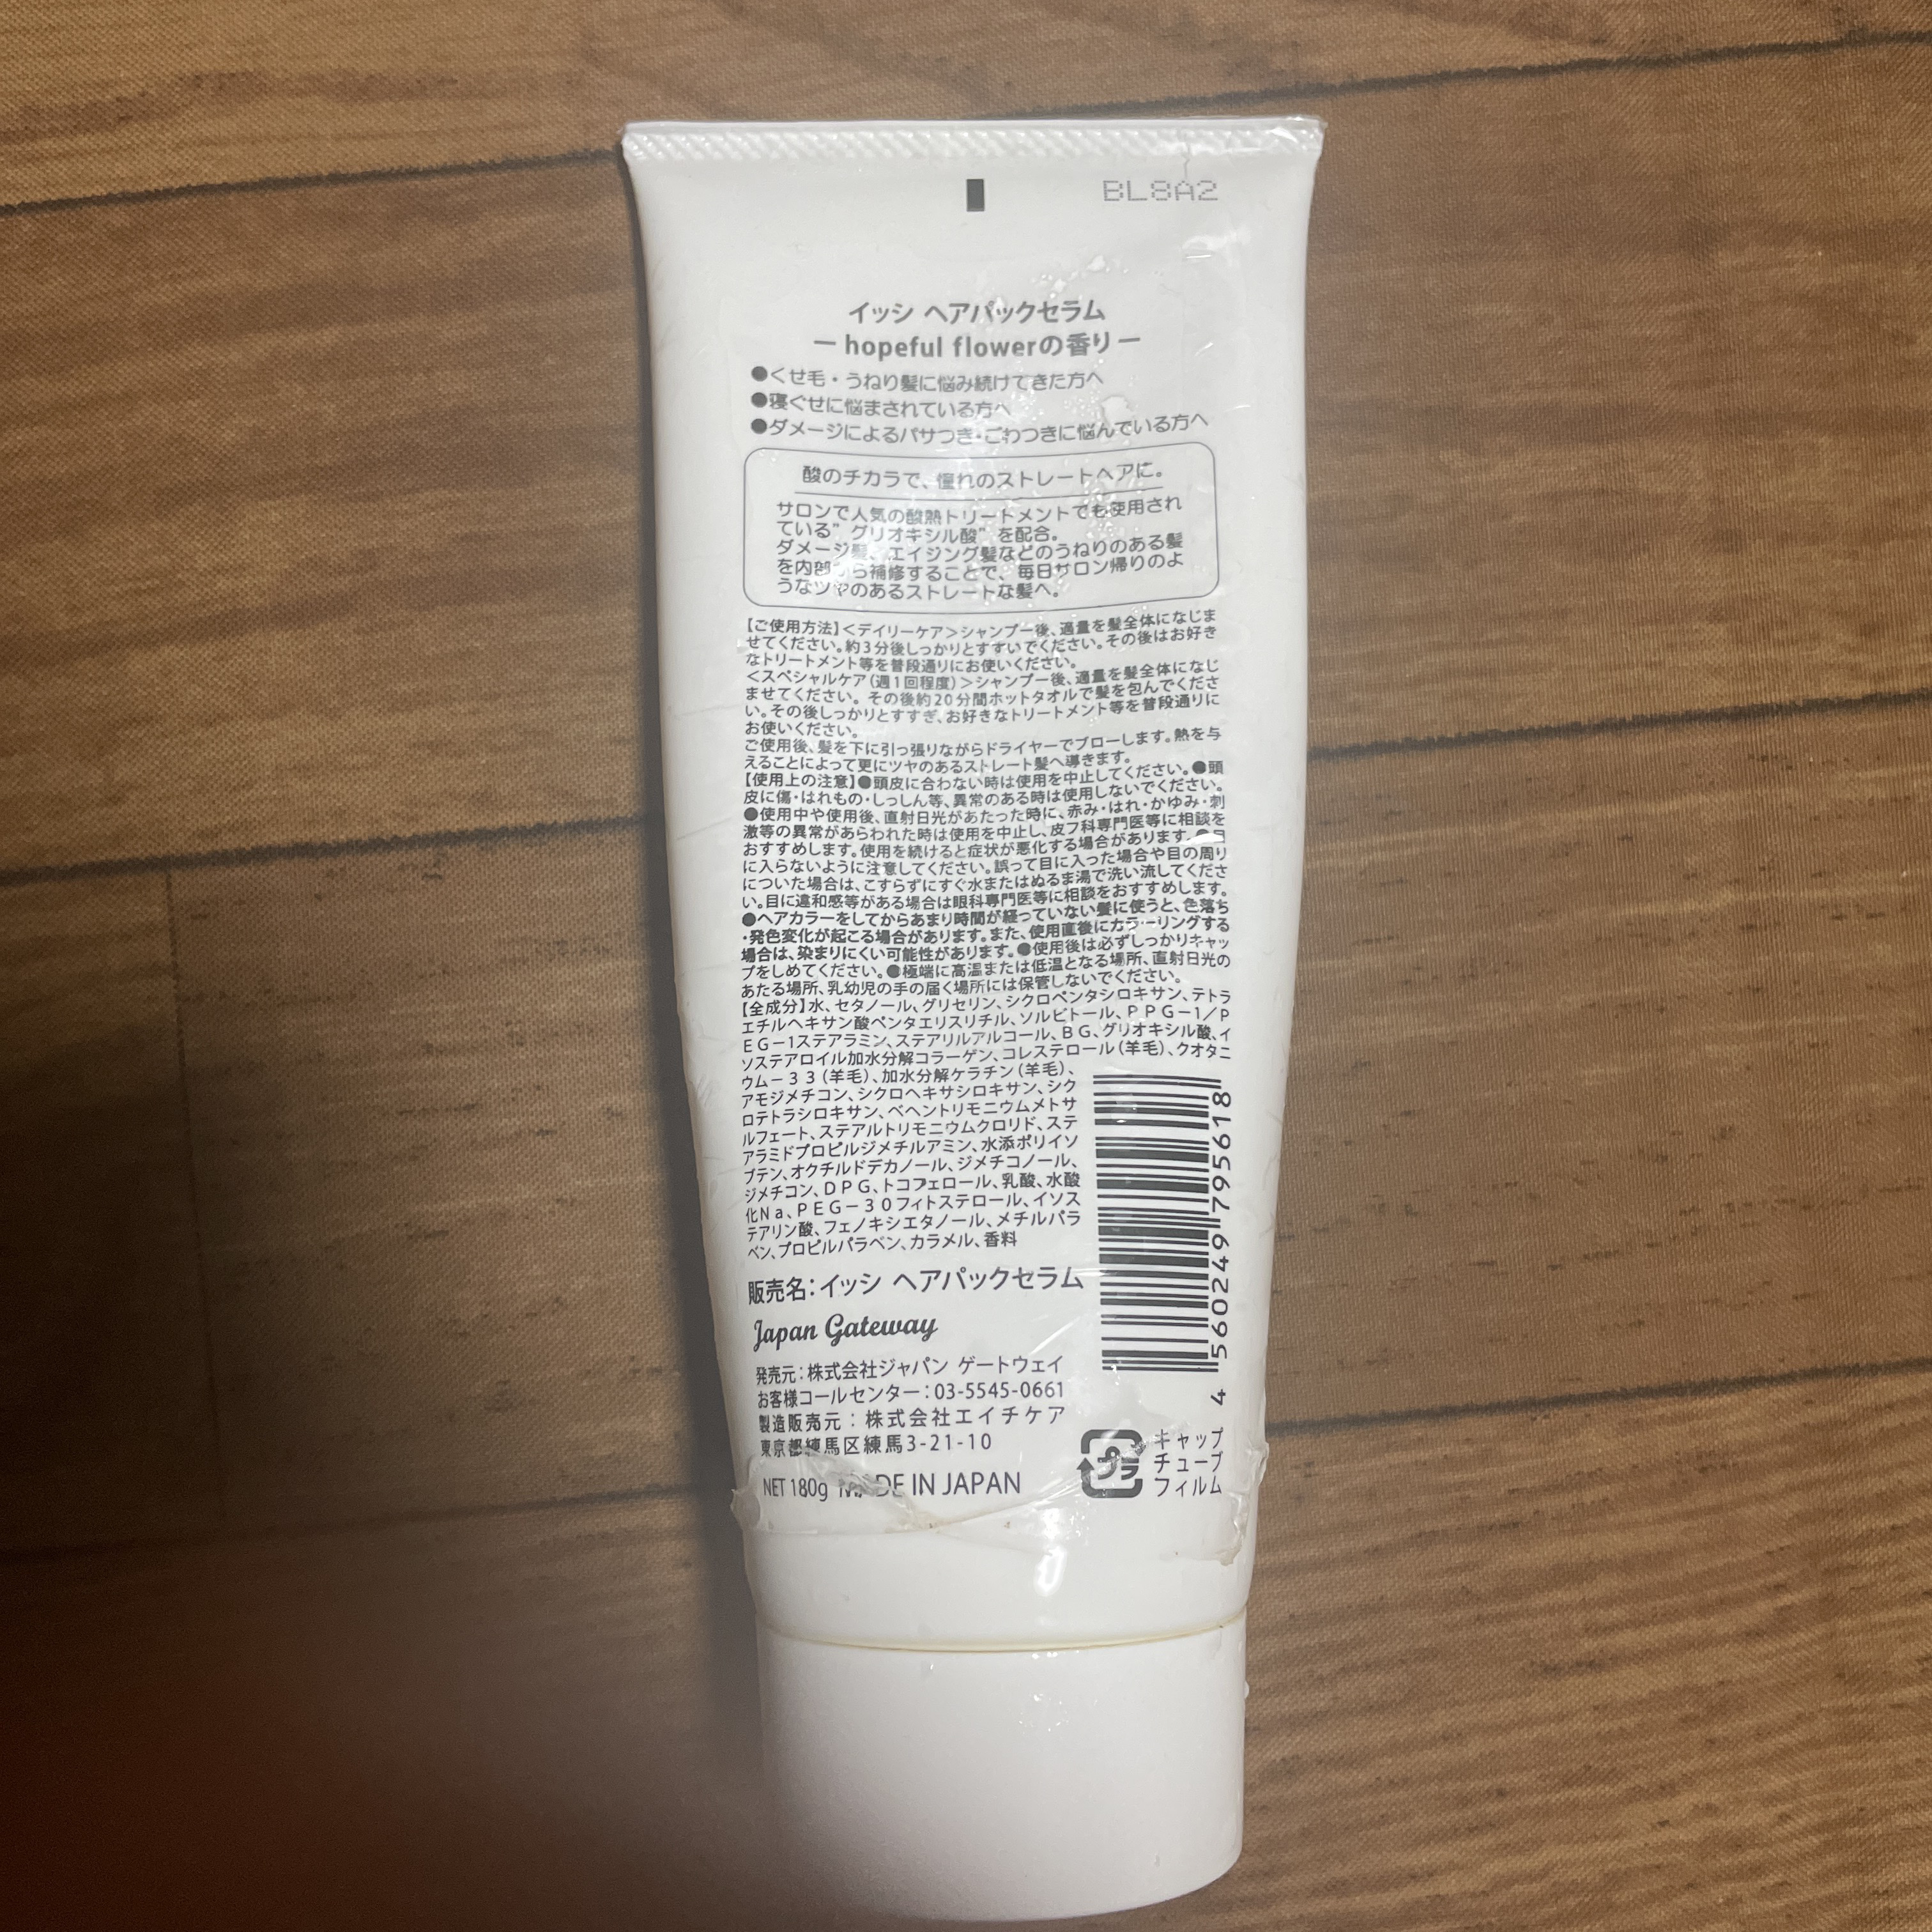 BL8A2
イッシ ヘアパックセラム
ー hopeful flowerの香り ー
●くせ毛・うねり髪に悩み続けてきた方へ
●寝ぐせに悩まされている方へ
●ダメージによるパサつき・ごわつきに悩んでいる方へ
酸のチカラで、憧れのストレートヘアに。
サロンで人気の酸熱トリートメントでも使用され
ている”グリオキシル酸”を配合。
ダメージ髪、エイジング髪などのうねりのある髪
を内部から補修することで、毎日サロン帰りのよ
うなツヤのあるストレートな髪へ。
【ご使用方法】＜デイリーケア＞シャンプー後、適量を髪全体になじま
せてください。約3分後しっかりとすすいでください。その後はお好き
なトリートメント等を普段通りにお使いください。
＜スペシャルケア（週1回程度）＞シャンプー後、適量を髪全体になじ
ませてください。その後約20分間ホットタオルで髪を包んでくださ
い。その後しっかりとすすぎ、お好きなトリートメント等を普段通りに
お使いください。
ご使用後、髪を下に引っ張りながらドライヤーでブローします。熱を与
えることによって更にツヤのあるストレート髪へ導きます。
【使用上の注意】●頭皮に合わない時は使用を中止してください。●頭
皮に傷・はれもの・しっしん等、異常のある時は使用しないでください。
●使用中や使用後、直射日光があたった時に、赤み・はれ・かゆみ・刺
激等の異常があらわれた時は使用を中止し、皮フ科専門医等に相談を
おすすめします。使用を続けると症状が悪化する場合があります。●目
に入らないように注意してください。誤って目に入った場合や目の周り
についた場合は、こすらずにすぐ水またはぬるま湯で洗い流してくださ
い。目に違和感等がある場合は眼科専門医等に相談をおすすめします。
●ヘアカラーをしてからあまり時間が経っていない髪に使うと、色落ち
・発色変化が起こる場合があります。また、使用直後にカラーリングする
場合は、染まりにくい可能性があります。●使用後は必ずしっかりキャッ
プをしめてください。●極端に高温または低温となる場所、直射日光の
あたる場所、乳幼児の手の届く場所には保管しないでください。
【全成分】水、セタノール、グリセリン、シクロペンタシロキサン、テトラ
エチルヘキサン酸ペンタエリスリチル、ソルビトール、ＰＰＧ－1／Ｐ
ＥＧ－1ステアラミン、ステアリルアルコール、ＢＧ、グリオキシル酸、イ
ソステアロイル加水分解コラーゲン、コレステロール（羊毛）、クオタニ
ウム－３３（羊毛）、加水分解ケラチン（羊毛）、
アモジメチコン、シクロヘキサシロキサン、シク
ロテトラシロキサン、ベヘントリモニウムメトサ
ルフェート、ステアルトリモニウムクロリド、ステ
アラミドプロピルジメチルアミン、水添ポリイソ
ブテン、オクチルドデカノール、ジメチコノール、
ジメチコン、ＤＰＧ、トコフェロール、乳酸、水酸
化Ｎａ、ＰＥＧ－３０フィトステロール、イソス
テアリン酸、フェノキシエタノール、メチルパラ
ベン、プロピルパラベン、カラメル、香料
販売名：イッシ ヘアパックセラム
Japan Gateway
発売元：株式会社ジャパン ゲートウェイ
お客様コールセンター：03-5545-0661
製造販売元：株式会社エイチケア
東京都練馬区練馬3-21-10
NET 180g MADE IN JAPAN
4 560249 795618
プラ
キャップ
チューブ
フィルム